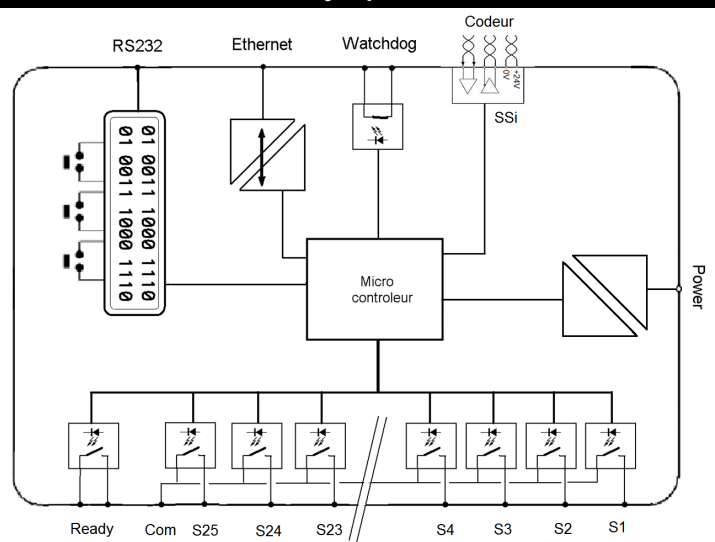 Codeur
RS232
Ethernet
Watchdog
0V
+24V
SSi
01 01
0011 0011
1000 1000
1110 1110
Micro
controleur
Power
Ready
Com
S25
S24
S23
S4
S3
S2
S1